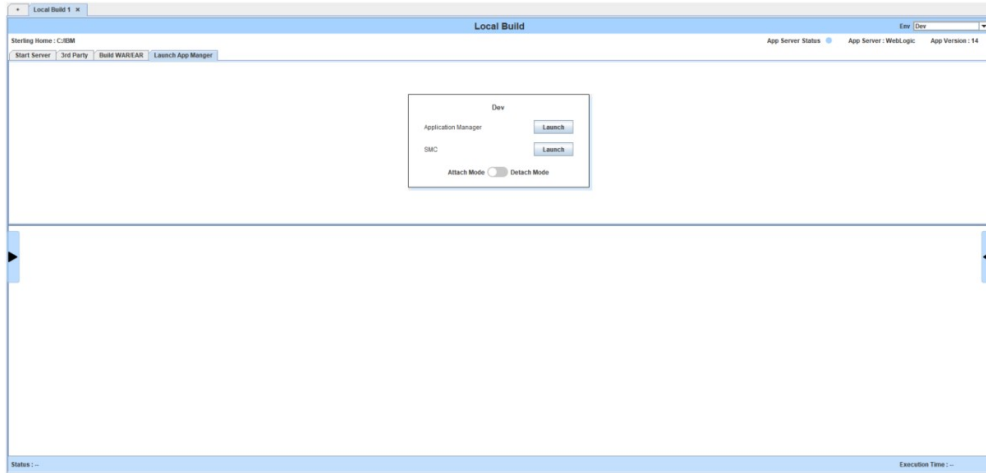 + Local Build 1 ×
Local Build
Env Dev
Sterling Home : C:/IBM
App Server Status App Server : WebLogic App Version : 14
Start Server 3rd Party Build WAR/EAR Launch App Manger
Dev
Application Manager Launch
SMC Launch
Attach Mode Detach Mode
Status : --
Execution Time : --